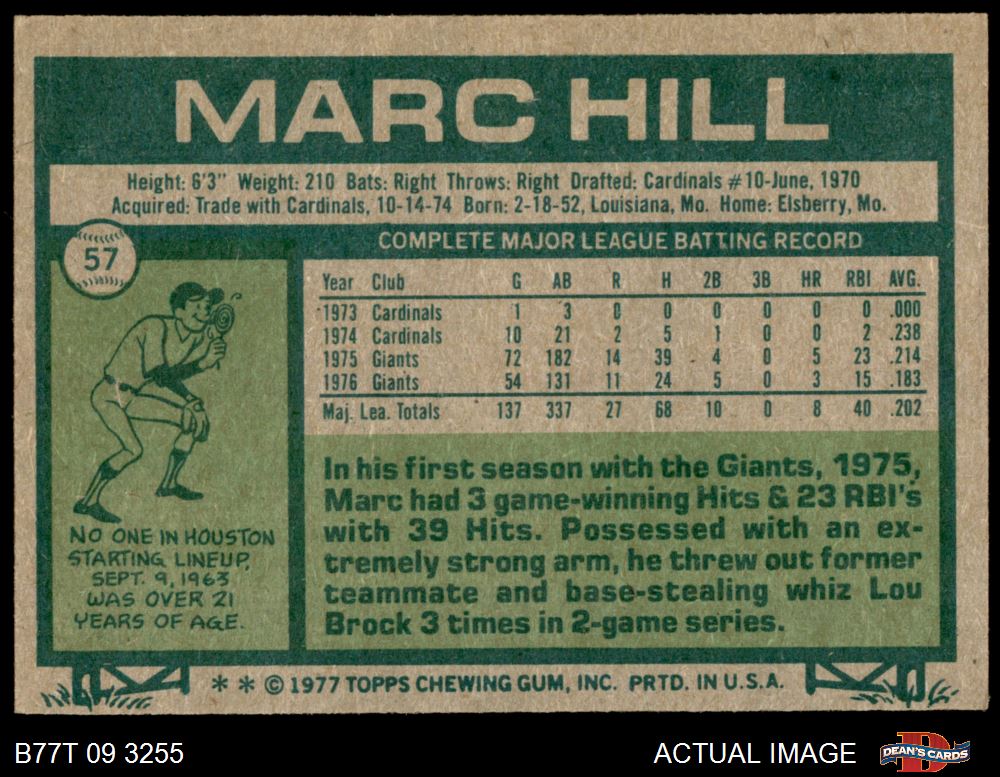 MARC HILL
Height: 6'3" Weight: 210 Bats: Right Throws: Right Drafted: Cardinals #10-June, 1970
Acquired: Trade with Cardinals, 10-14-74 Born: 2-18-52, Louisiana, Mo. Home: Elsberry, Mo.
57
COMPLETE MAJOR LEAGUE BATTING RECORD
Year Club G AB R H 2B 3B HR RBI AVG.
1973 Cardinals 1 3 0 0 0 0 0 0 .000
1974 Cardinals 10 21 2 5 1 0 0 2 .238
1975 Giants 72 182 14 39 4 0 5 23 .214
1976 Giants 54 131 11 24 5 0 3 15 .183
Maj. Lea. Totals 137 337 27 68 10 0 8 40 .202
NO ONE IN HOUSTON
STARTING LINEUP,
SEPT. 9, 1963
WAS OVER 21
YEARS OF AGE.
In his first season with the Giants, 1975,
Marc had 3 game-winning Hits & 23 RBI's
with 39 Hits. Possessed with an ex-
tremely strong arm, he threw out former
teammate and base-stealing whiz Lou
Brock 3 times in 2-game series.
* * © 1977 TOPPS CHEWING GUM, INC. PRTD. IN U.S.A.
B77T 09 3255
ACTUAL IMAGE
DEAN'S CARDS